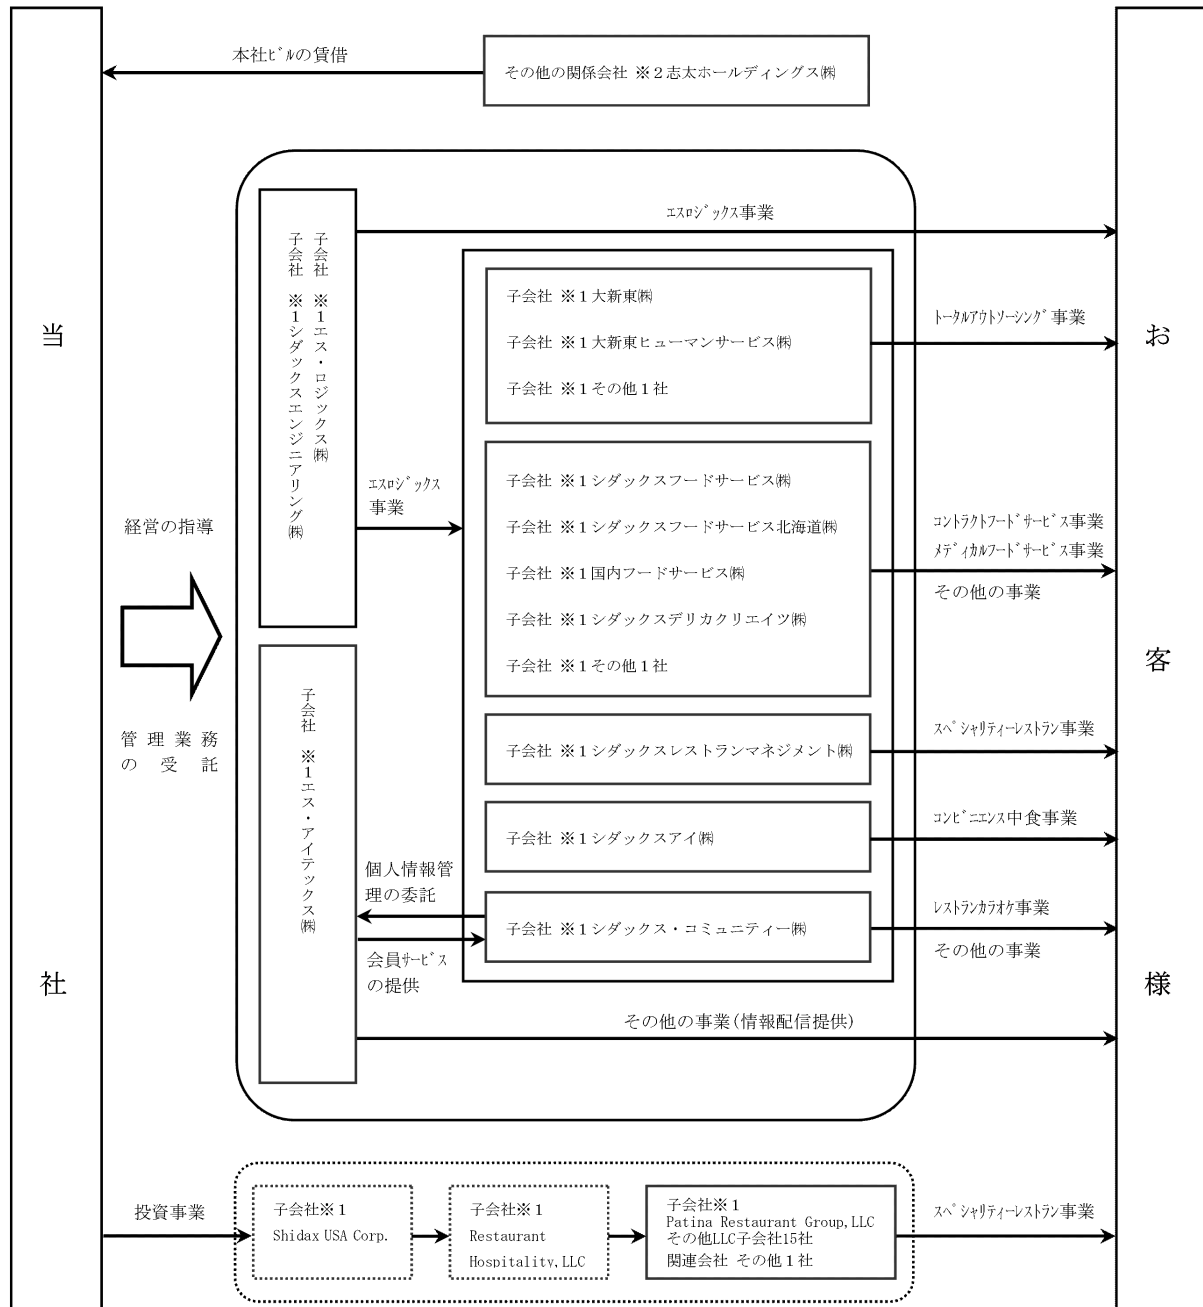 本社ビルの賃借
その他の関係会社 ※2志太ホールディングス㈱
当
社
お
客
様
エスロジックス事業
子会社 ※1エス・ロジックス㈱
子会社 ※1シダックスエンジニアリング㈱
子会社 ※1大新東㈱
子会社 ※1大新東ヒューマンサービス㈱
子会社 ※1その他1社
トータルアウトソーシング事業
エスロジックス
事業
子会社 ※1シダックスフードサービス㈱
子会社 ※1シダックスフードサービス北海道㈱
子会社 ※1国内フードサービス㈱
子会社 ※1シダックスデリカクリエイツ㈱
子会社 ※1その他1社
コントラクトフードサービス事業
メディカルフードサービス事業
その他の事業
経営の指導
管理業務
の受託
子会社 ※1エス・アイテックス㈱
子会社 ※1シダックスレストランマネジメント㈱
スペシャリティーレストラン事業
子会社 ※1シダックスアイ㈱
コンビニエンス中食事業
個人情報管
理の委託
子会社 ※1シダックス・コミュニティー㈱
会員サービス
の提供
レストランカラオケ事業
その他の事業
その他の事業(情報配信提供)
投資事業
子会社※1
Shidax USA Corp.
子会社※1
Restaurant
Hospitality,LLC
子会社※1
Patina Restaurant Group,LLC
その他LLC子会社15社
関連会社 その他1社
スペシャリティーレストラン事業